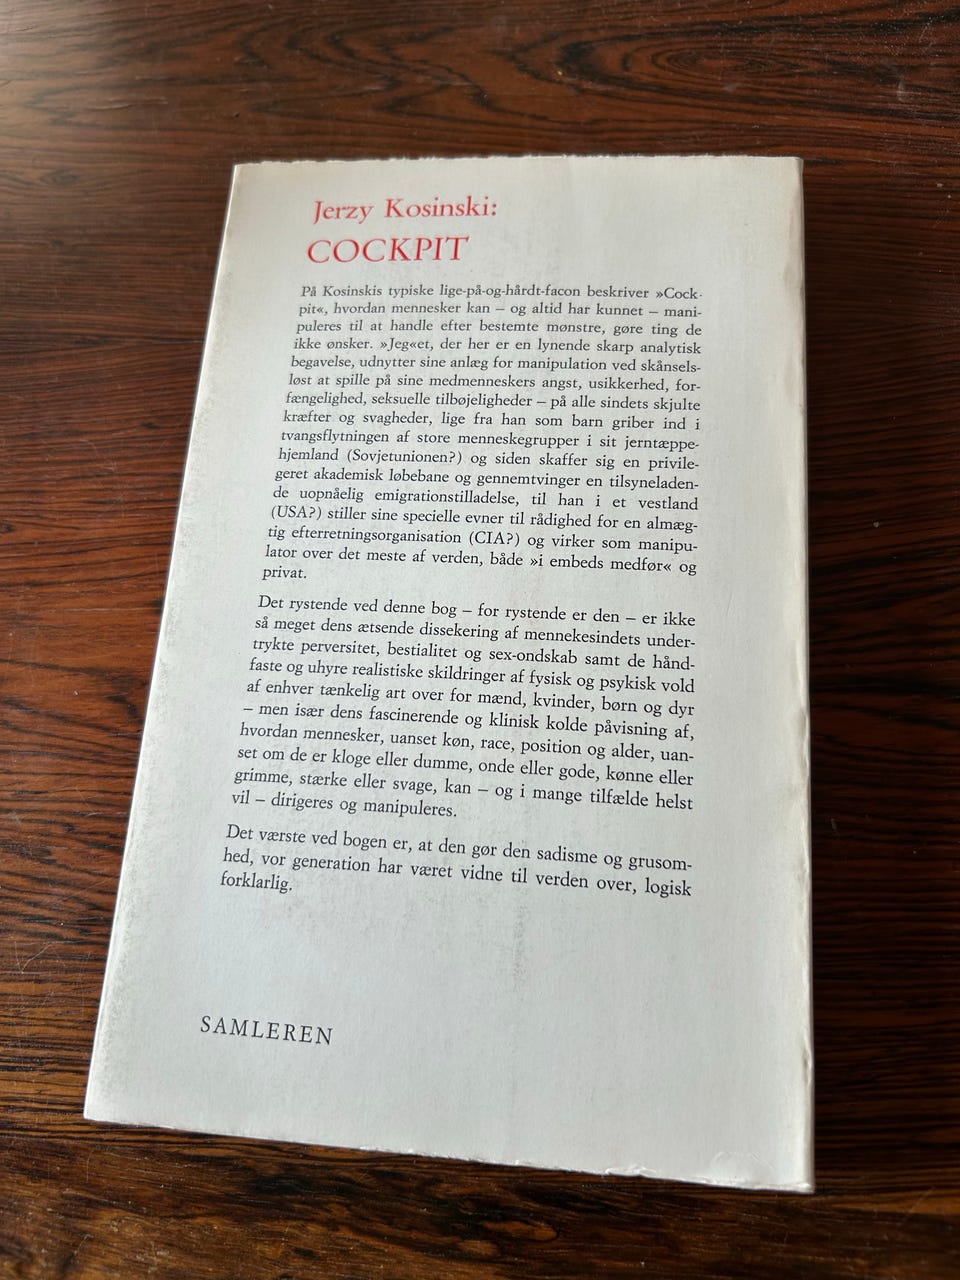 Jerzy Kosinski:
COCKPIT
På Kosinskis typiske lige-på-og-hårdt-facon beskriver »Cock-
pit«, hvordan mennesker kan – og altid har kunnet – mani-
puleres til at handle efter bestemte mønstre, gøre ting de
ikke ønsker. »Jeg«et, der her er en lynende skarp analytisk
begavelse, udnytter sine anlæg for manipulation ved skånsels-
løst at spille på sine medmenneskers angst, usikkerhed, for-
fængelighed, seksuelle tilbøjeligheder – på alle sindets skjulte
kræfter og svagheder, lige fra han som barn griber ind i
tvangsflytningen af store menneskegrupper i sit jerntæppe-
hjemland (Sovjetunionen?) og siden skaffer sig en privile-
geret akademisk løbebane og gennemtvinger en tilsyneladen-
de uopnåelig emigrationstilladelse, til han i et vestland
(USA?) stiller sine specielle evner til rådighed for en almæg-
tig efterretningsorganisation (CIA?) og virker som manipu-
lator over det meste af verden, både »i embeds medfør« og
privat.
Det rystende ved denne bog – for rystende er den – er ikke
så meget dens ætsende dissekering af mennekesindets under-
trykte perversitet, bestialitet og sex-ondskab samt de hånd-
faste og uhyre realistiske skildringer af fysisk og psykisk vold
af enhver tænkelig art over for mænd, kvinder, børn og dyr
– men især dens fascinerende og klinisk kolde påvisning af,
hvordan mennesker, uanset køn, race, position og alder, uan-
set om de er kloge eller dumme, onde eller gode, kønne eller
grimme, stærke eller svage, kan – og i mange tilfælde helst
vil – dirigeres og manipuleres.
Det værste ved bogen er, at den gør den sadisme og grusom-
hed, vor generation har været vidne til verden over, logisk
forklarlig.
SAMLEREN